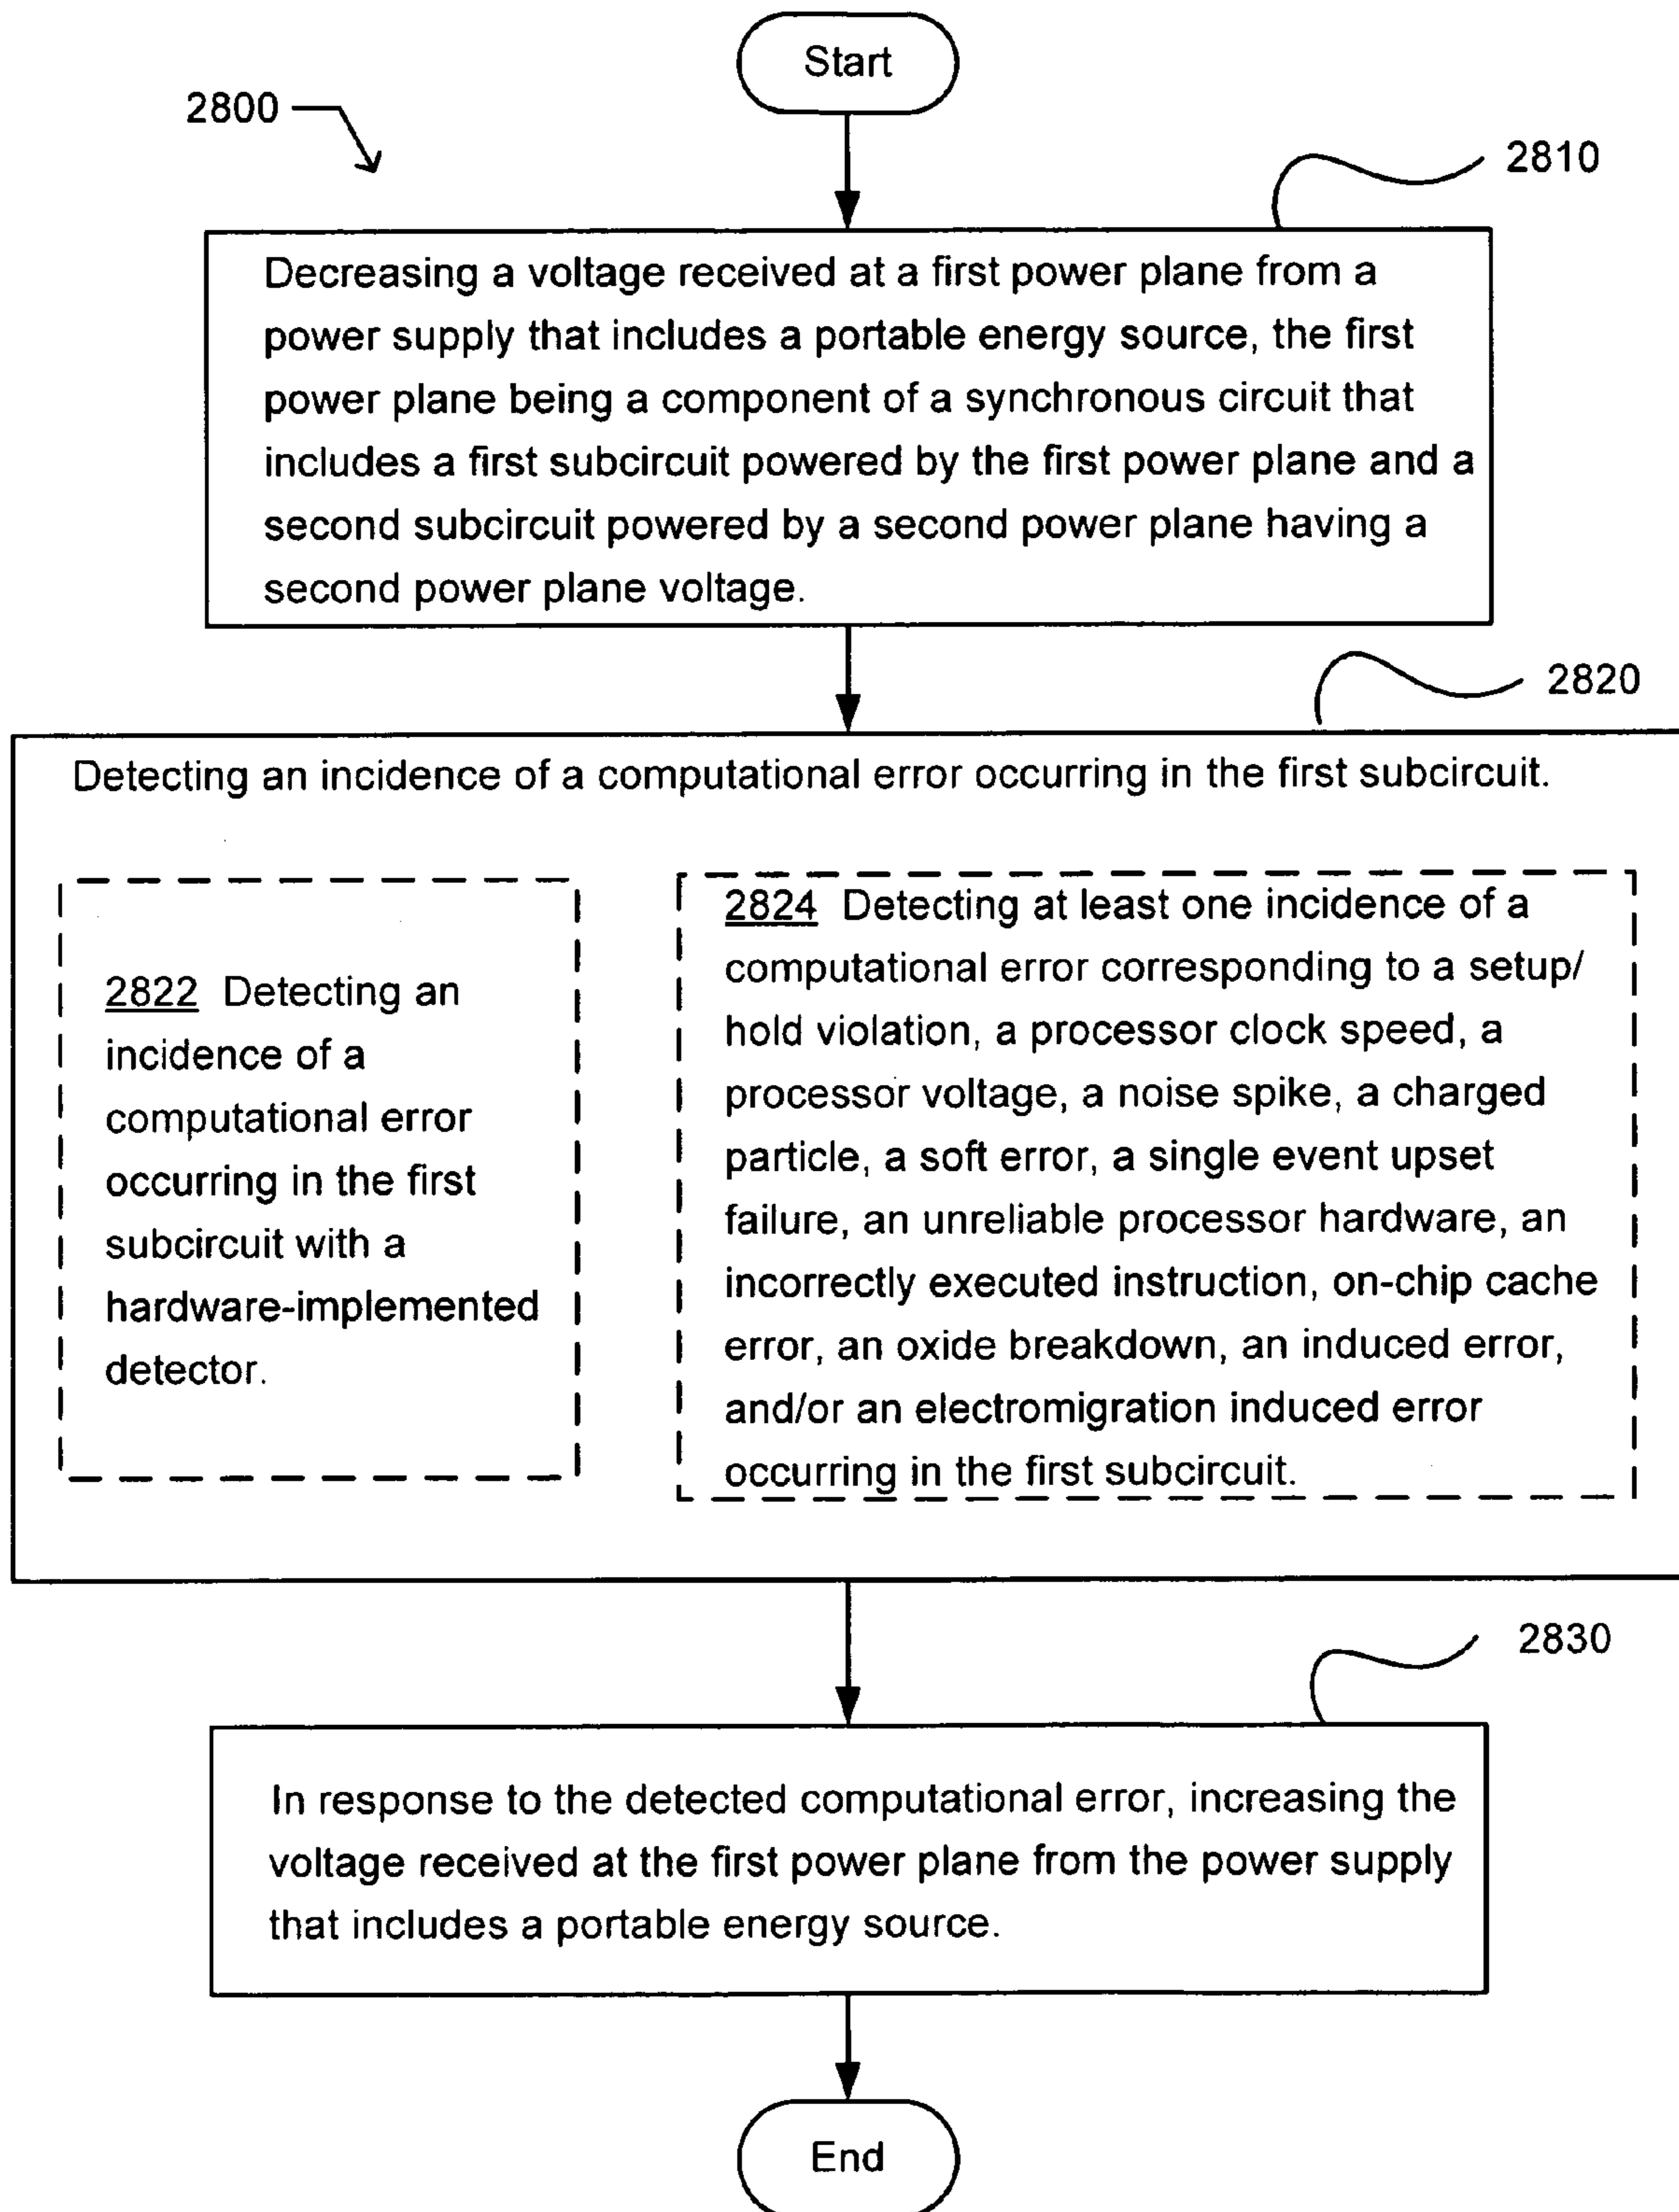 Start
2800
2810
Decreasing a voltage received at a first power plane from a
power supply that includes a portable energy source, the first
power plane being a component of a synchronous circuit that
includes a first subcircuit powered by the first power plane and a
second subcircuit powered by a second power plane having a
second power plane voltage.
2820
Detecting an incidence of a computational error occurring in the first subcircuit.
2822 Detecting an
incidence of a
computational error
occurring in the first
subcircuit with a
hardware-implemented
detector.
2824 Detecting at least one incidence of a
computational error corresponding to a setup/
hold violation, a processor clock speed, a
processor voltage, a noise spike, a charged
particle, a soft error, a single event upset
failure, an unreliable processor hardware, an
incorrectly executed instruction, on-chip cache
error, an oxide breakdown, an induced error,
and/or an electromigration induced error
occurring in the first subcircuit.
2830
In response to the detected computational error, increasing the
voltage received at the first power plane from the power supply
that includes a portable energy source.
End